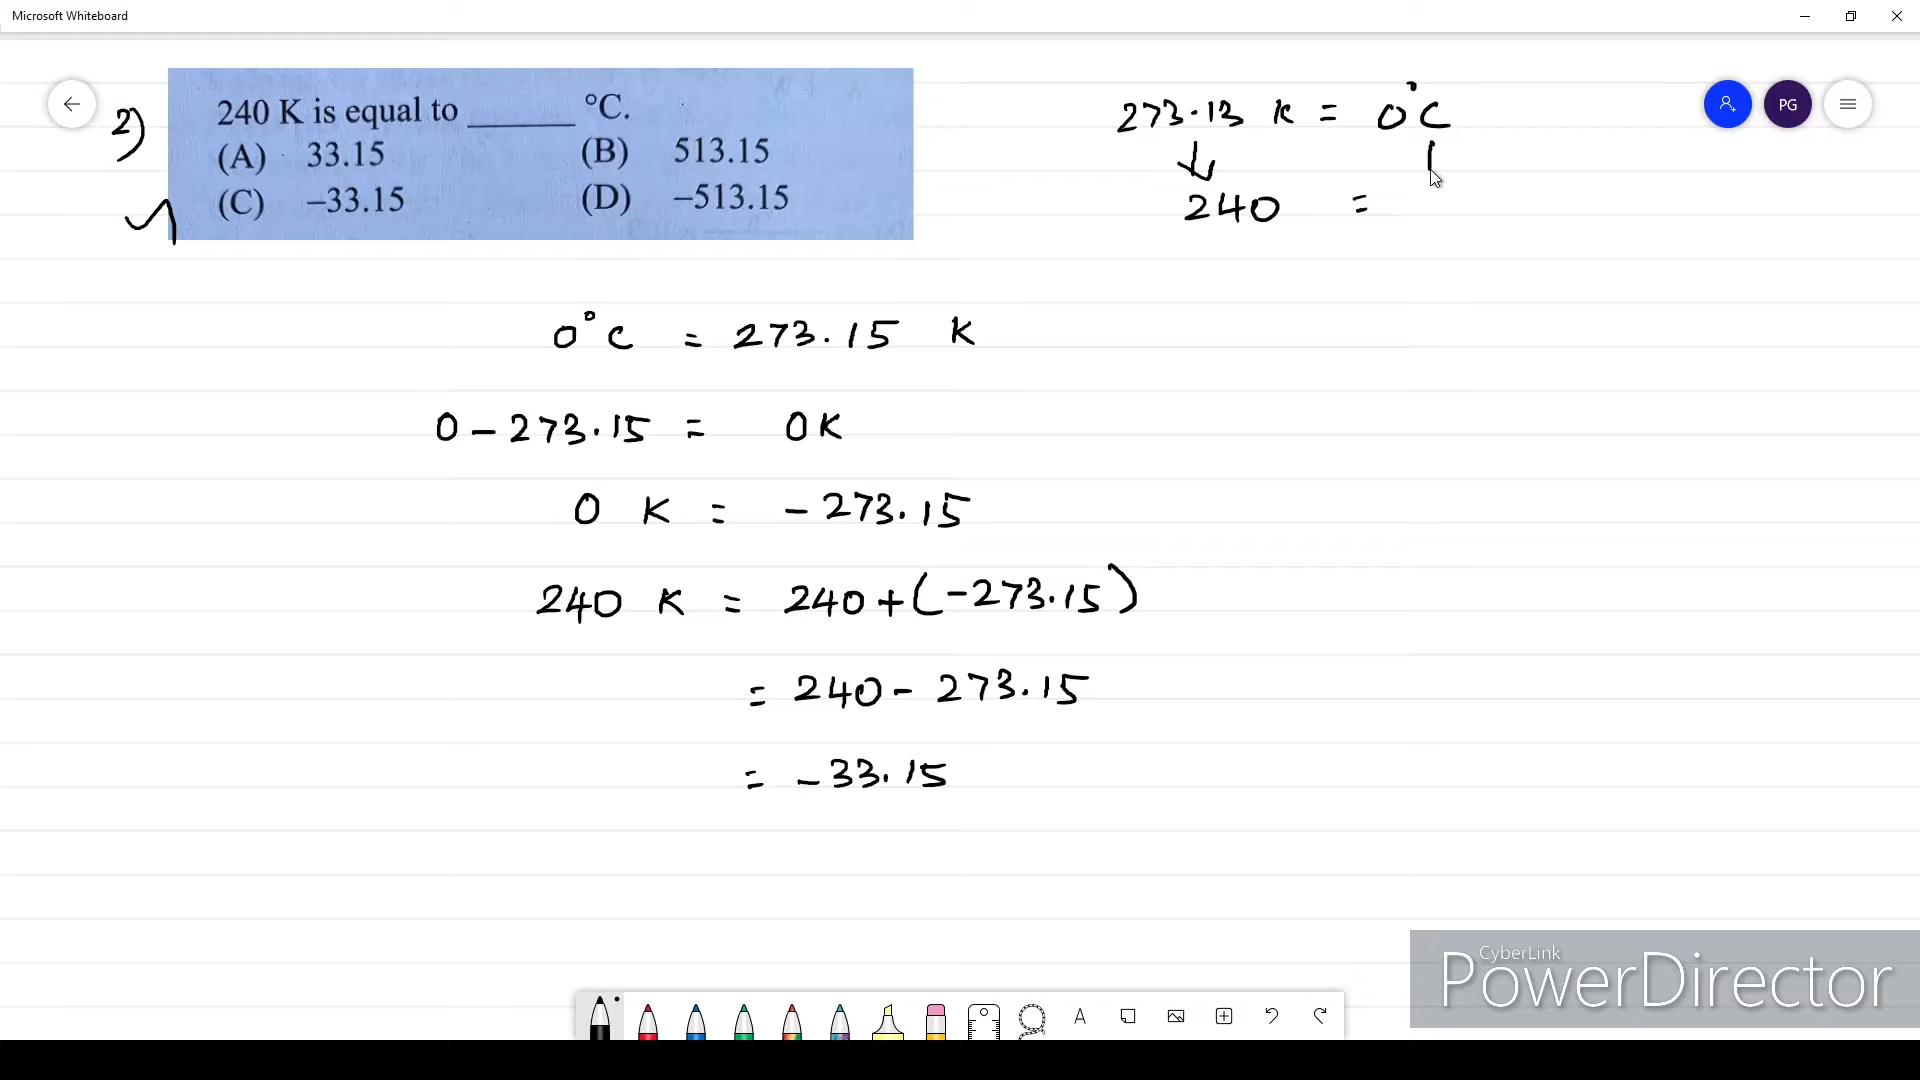 Microsoft Whiteboard
2)
240 K is equal to ______ °C.
(A) 33.15 (B) 513.15
(C) –33.15 (D) –513.15
273.13 K = 0°C
240 =
PG
0°C = 273.15 K
0 - 273.15 = 0K
0 K = - 273.15
240 K = 240 + (-273.15)
= 240 - 273.15
= - 33.15
CyberLink
PowerDirector
A